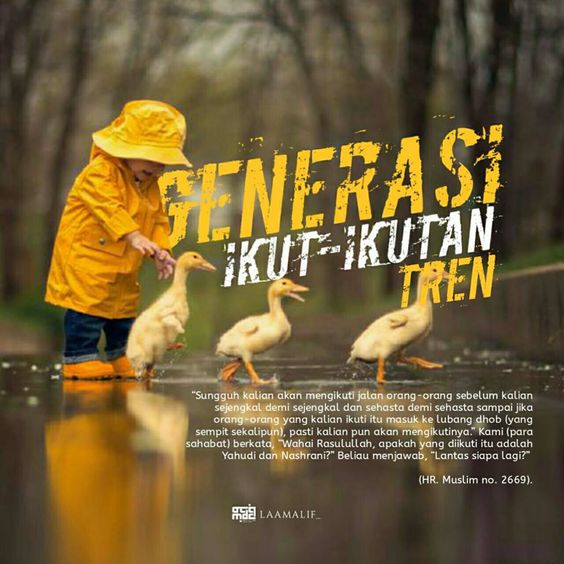 GENERASI
IKUT-IKUTAN
TREN
"Sungguh kalian akan mengikuti jalan orang-orang sebelum kalian
sejengkal demi sejengkal dan sehasta demi sehasta sampai jika
orang-orang yang kalian ikuti itu masuk ke lubang dhob (yang
sempit sekalipun), pasti kalian pun akan mengikutinya." Kami (para
sahabat) berkata, "Wahai Rasulullah, apakah yang diikuti itu adalah
Yahudi dan Nashrani?" Beliau menjawab, "Lantas siapa lagi?"
(HR. Muslim no. 2669).
LAAMALIF_